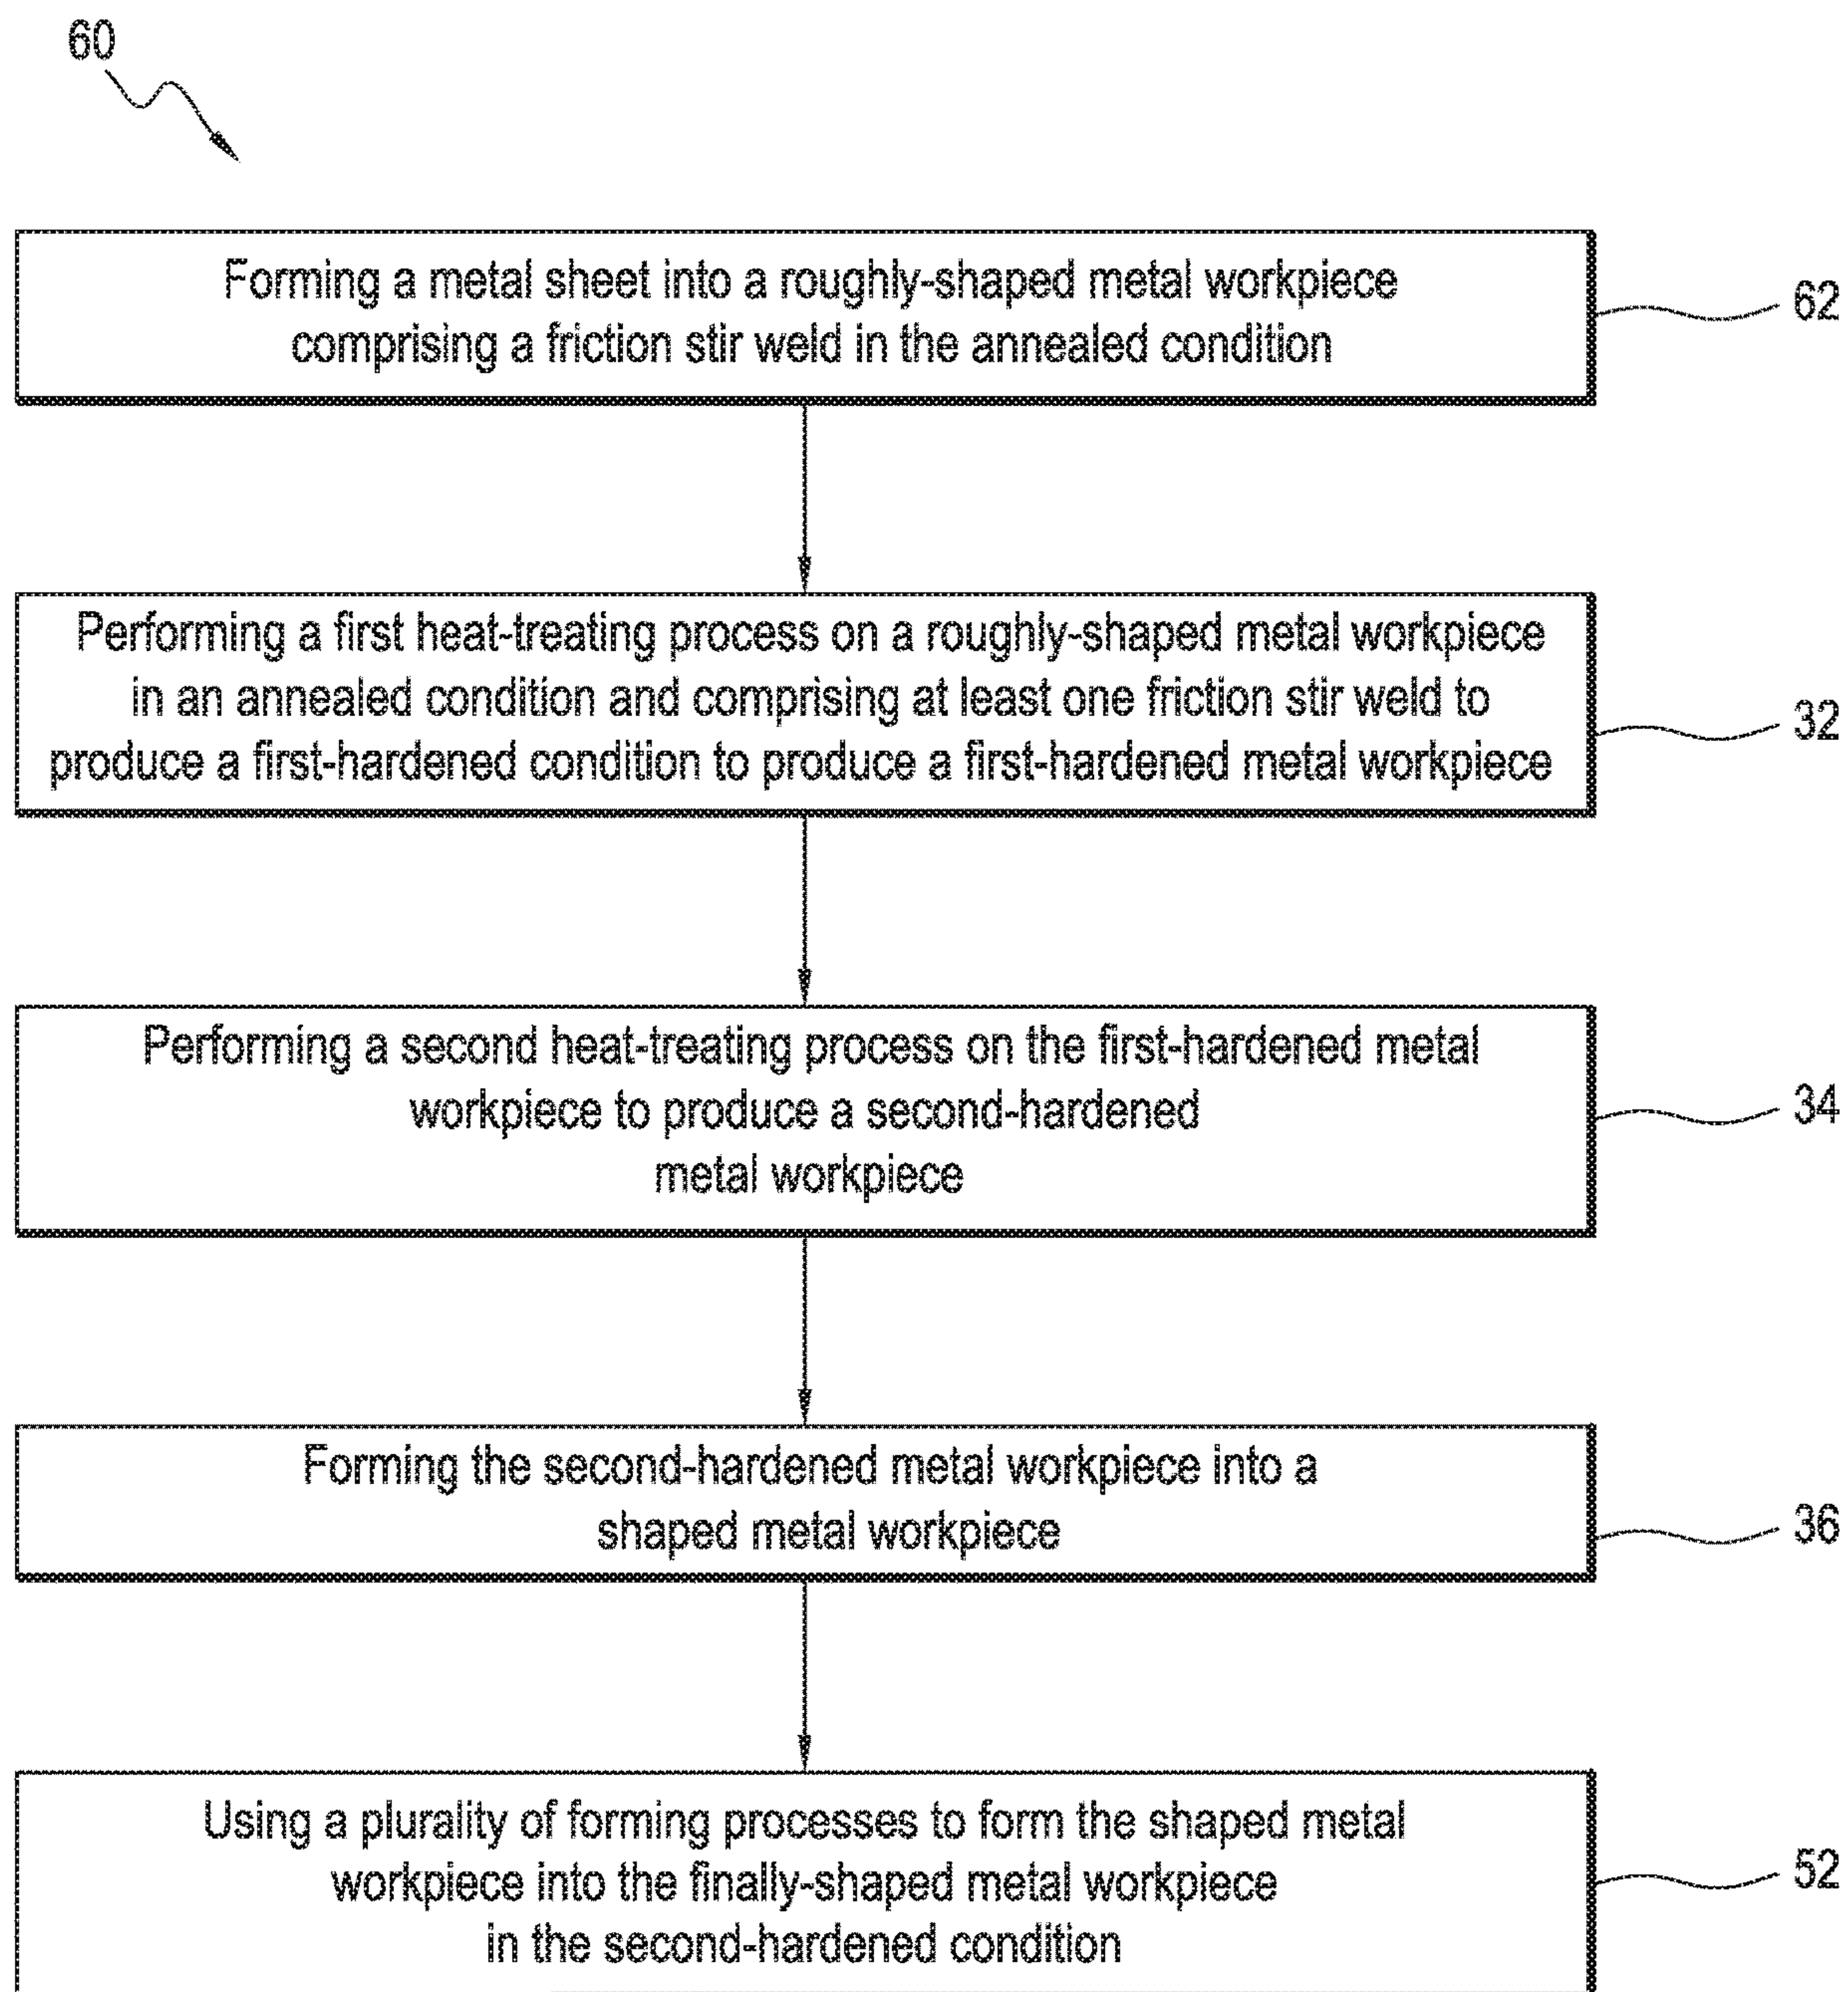 60
Forming a metal sheet into a roughly-shaped metal workpiece
comprising a friction stir weld in the annealed condition
62
Performing a first heat-treating process on a roughly-shaped metal workpiece
in an annealed condition and comprising at least one friction stir weld to
produce a first-hardened condition to produce a first-hardened metal workpiece
32
Performing a second heat-treating process on the first-hardened metal
workpiece to produce a second-hardened
metal workpiece
34
Forming the second-hardened metal workpiece into a
shaped metal workpiece
36
Using a plurality of forming processes to form the shaped metal
workpiece into the finally-shaped metal workpiece
in the second-hardened condition
52